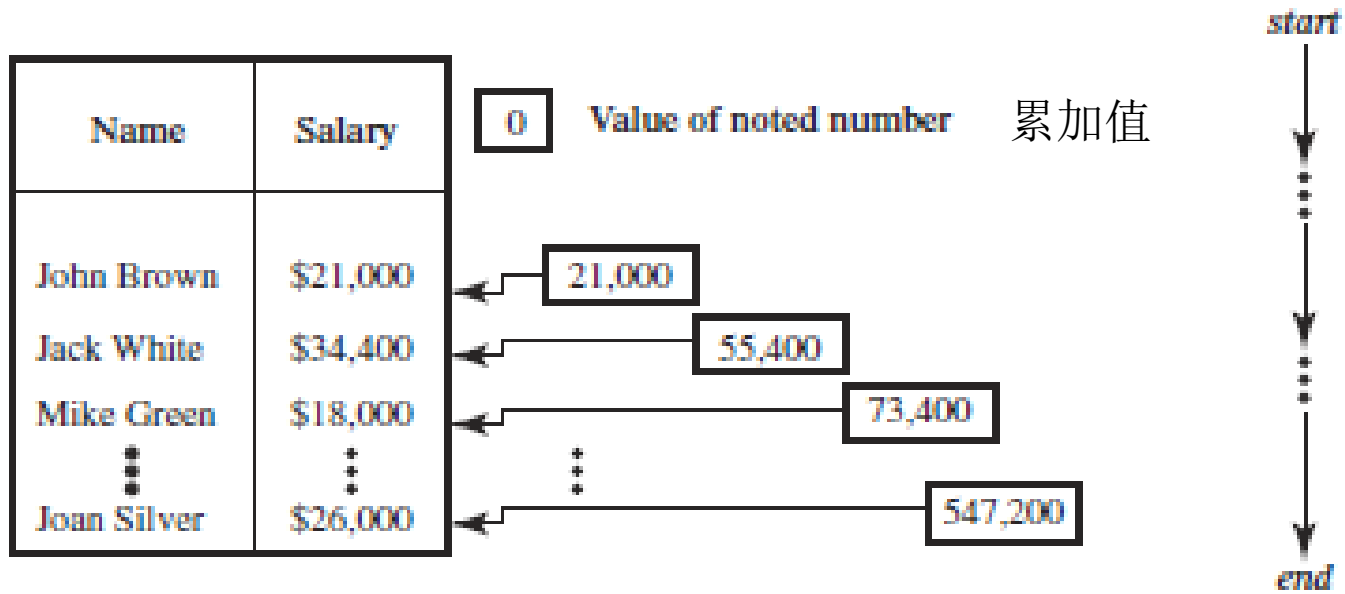 start
Name Salary 0 Value of noted number 累加值
John Brown $21,000 21,000
Jack White $34,400 55,400
Mike Green $18,000 73,400
Joan Silver $26,000 547,200
end